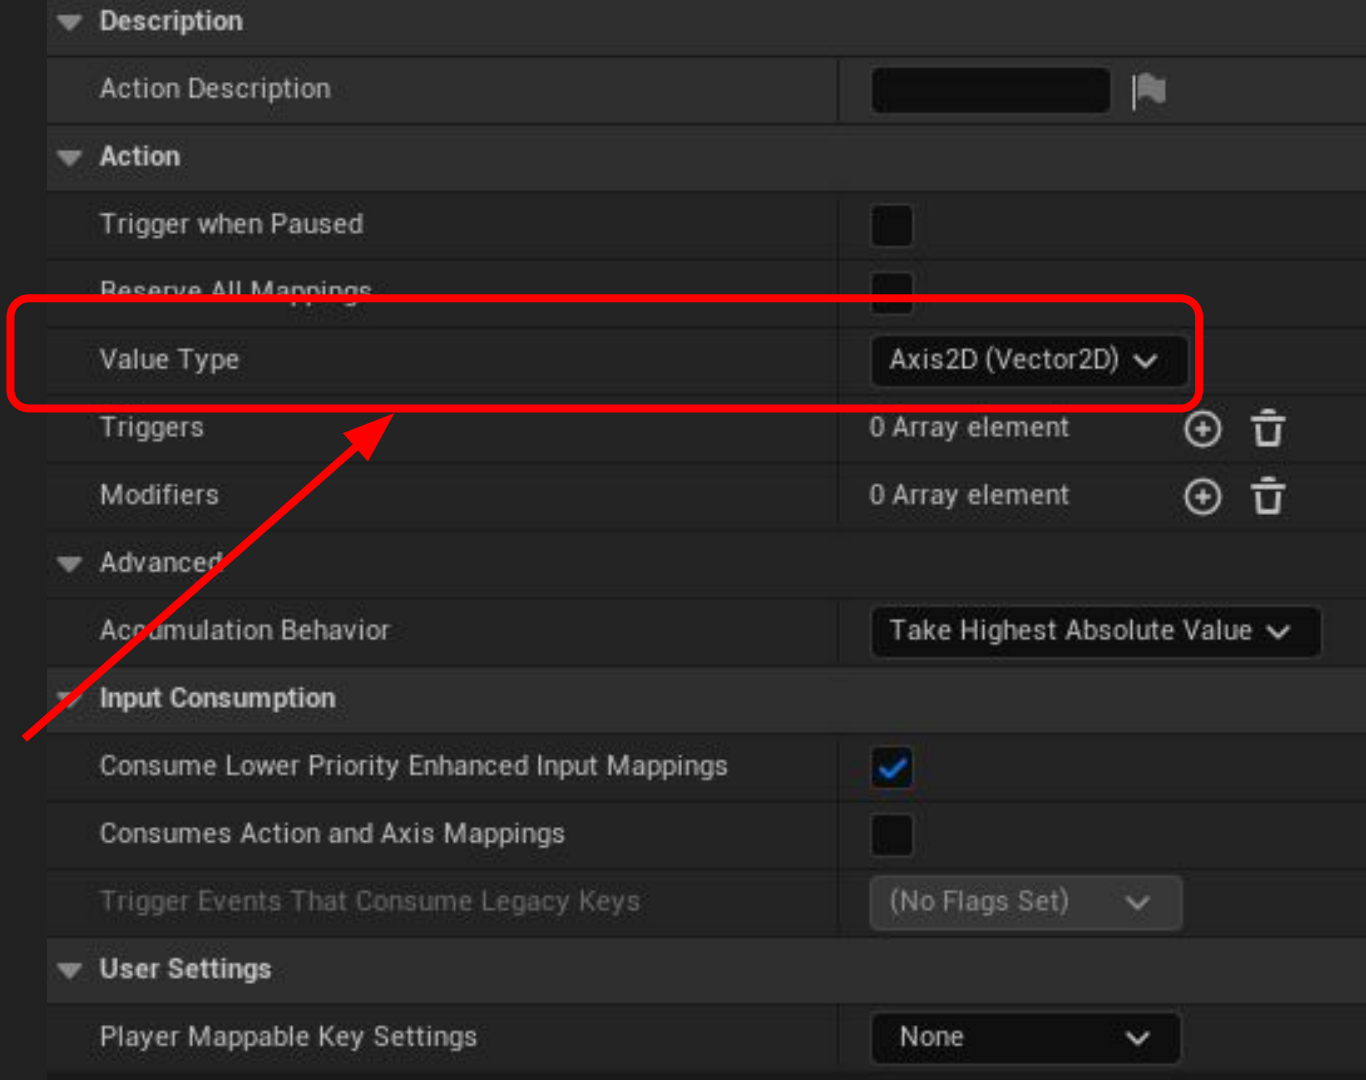 Description
Action Description
Action
Trigger when Paused
Reserve All Mappings
Value Type Axis2D (Vector2D)
Triggers 0 Array element
Modifiers 0 Array element
Advanced
Accumulation Behavior Take Highest Absolute Value
Input Consumption
Consume Lower Priority Enhanced Input Mappings
Consumes Action and Axis Mappings
Trigger Events That Consume Legacy Keys (No Flags Set)
User Settings
Player Mappable Key Settings None